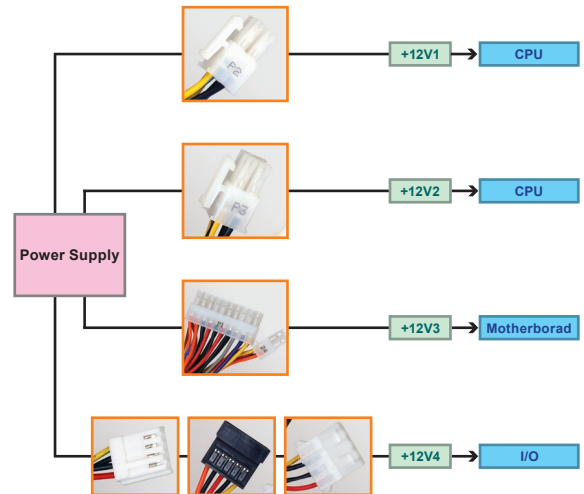 P2
+12V1
CPU
P3
+12V2
CPU
Power Supply
+12V3
Motherborad
+12V4
I/O